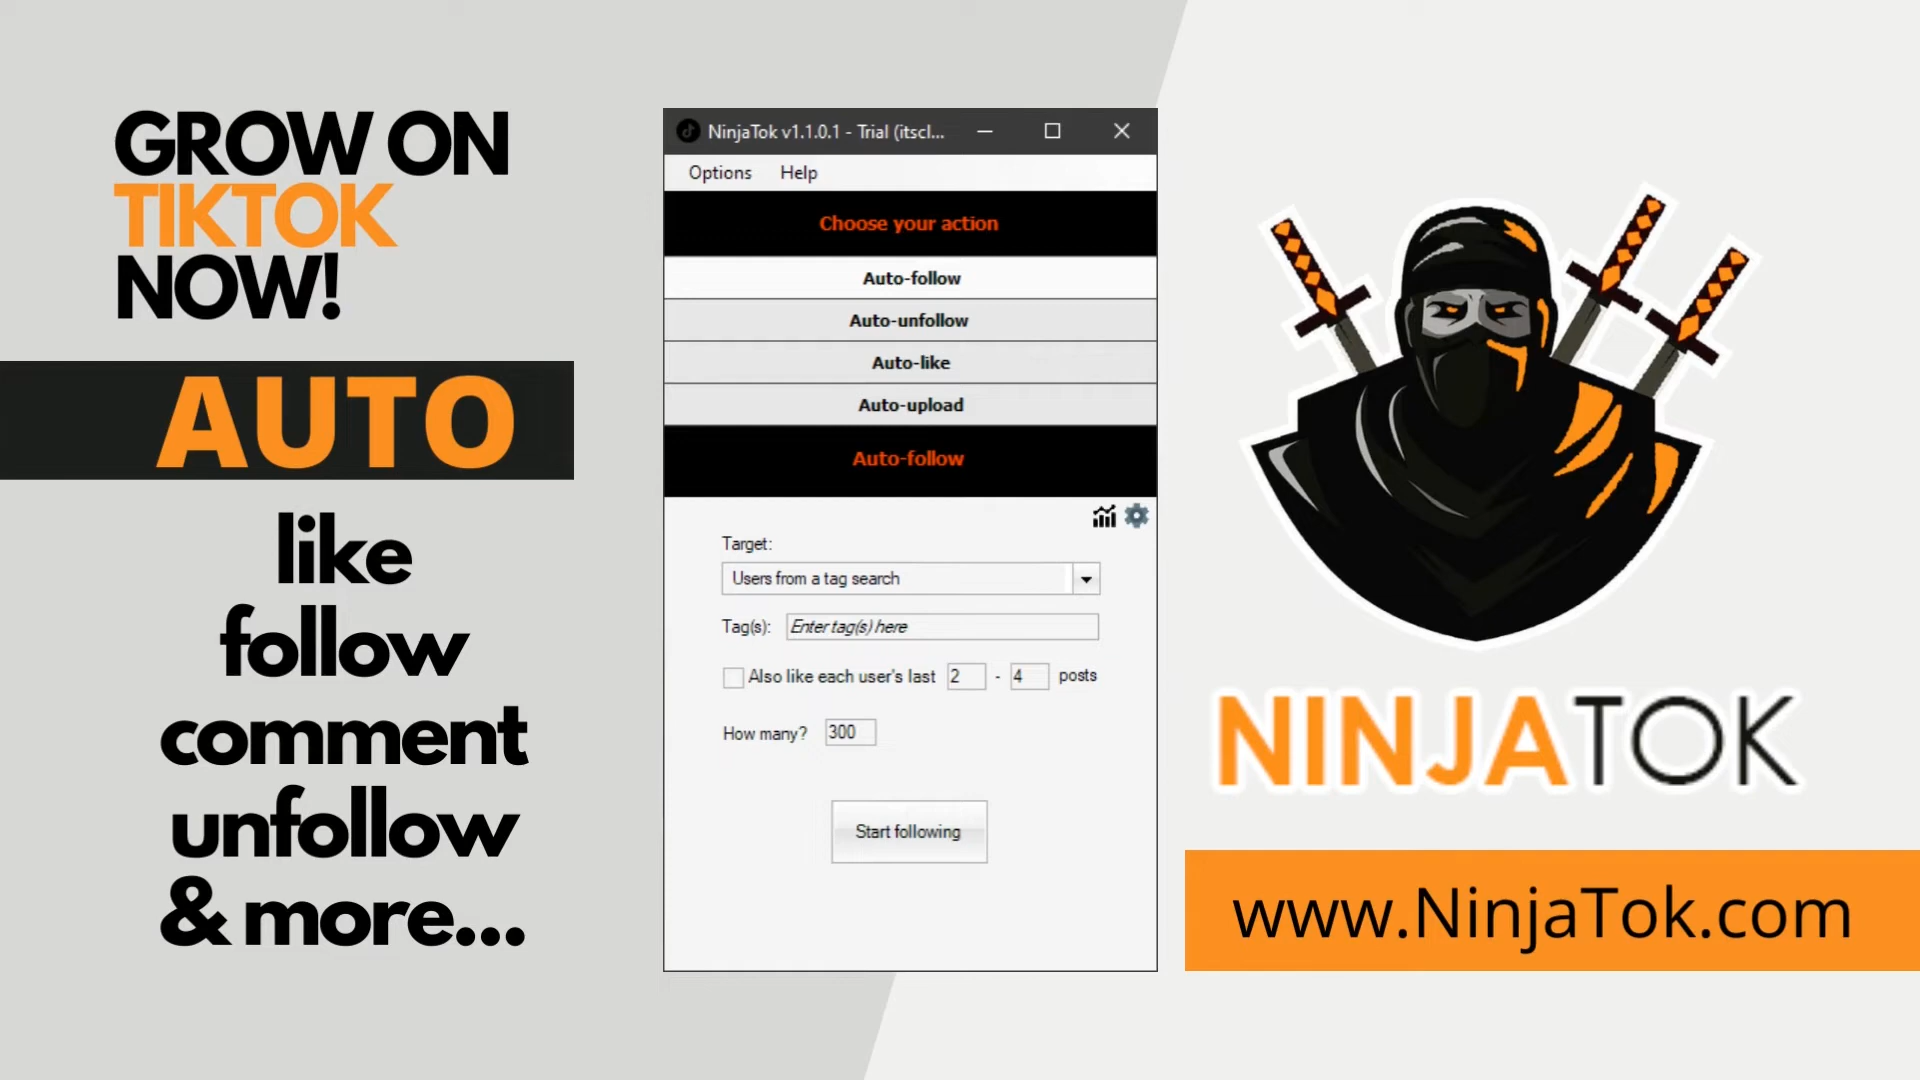 GROW ON
TIKTOK
NOW!
AUTO
like
follow
comment
unfollow
& more...
NinjaTok v1.1.0.1 - Trial (itscl...
Options Help
Choose your action
Auto-follow
Auto-unfollow
Auto-like
Auto-upload
Auto-follow
Target:
Users from a tag search
Tag(s): Enter tag(s) here
Also like each user's last 2 - 4 posts
How many? 300
Start following
NINJATOK
www.NinjaTok.com